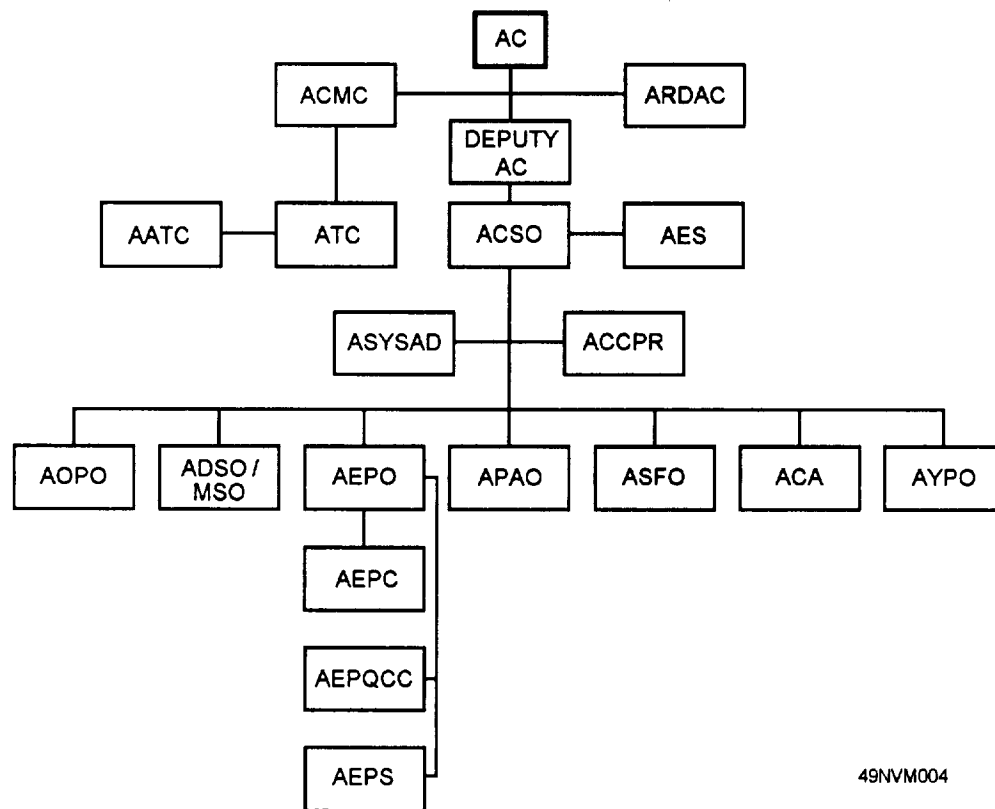 AC
ACMC
ARDAC
DEPUTY
AC
AATC
ATC
ACSO
AES
ASYSAD
ACCPR
AOPO
ADSO /
MSO
AEPO
APAO
ASFO
ACA
AYPO
AEPC
AEPQCC
AEPS
49NVM004